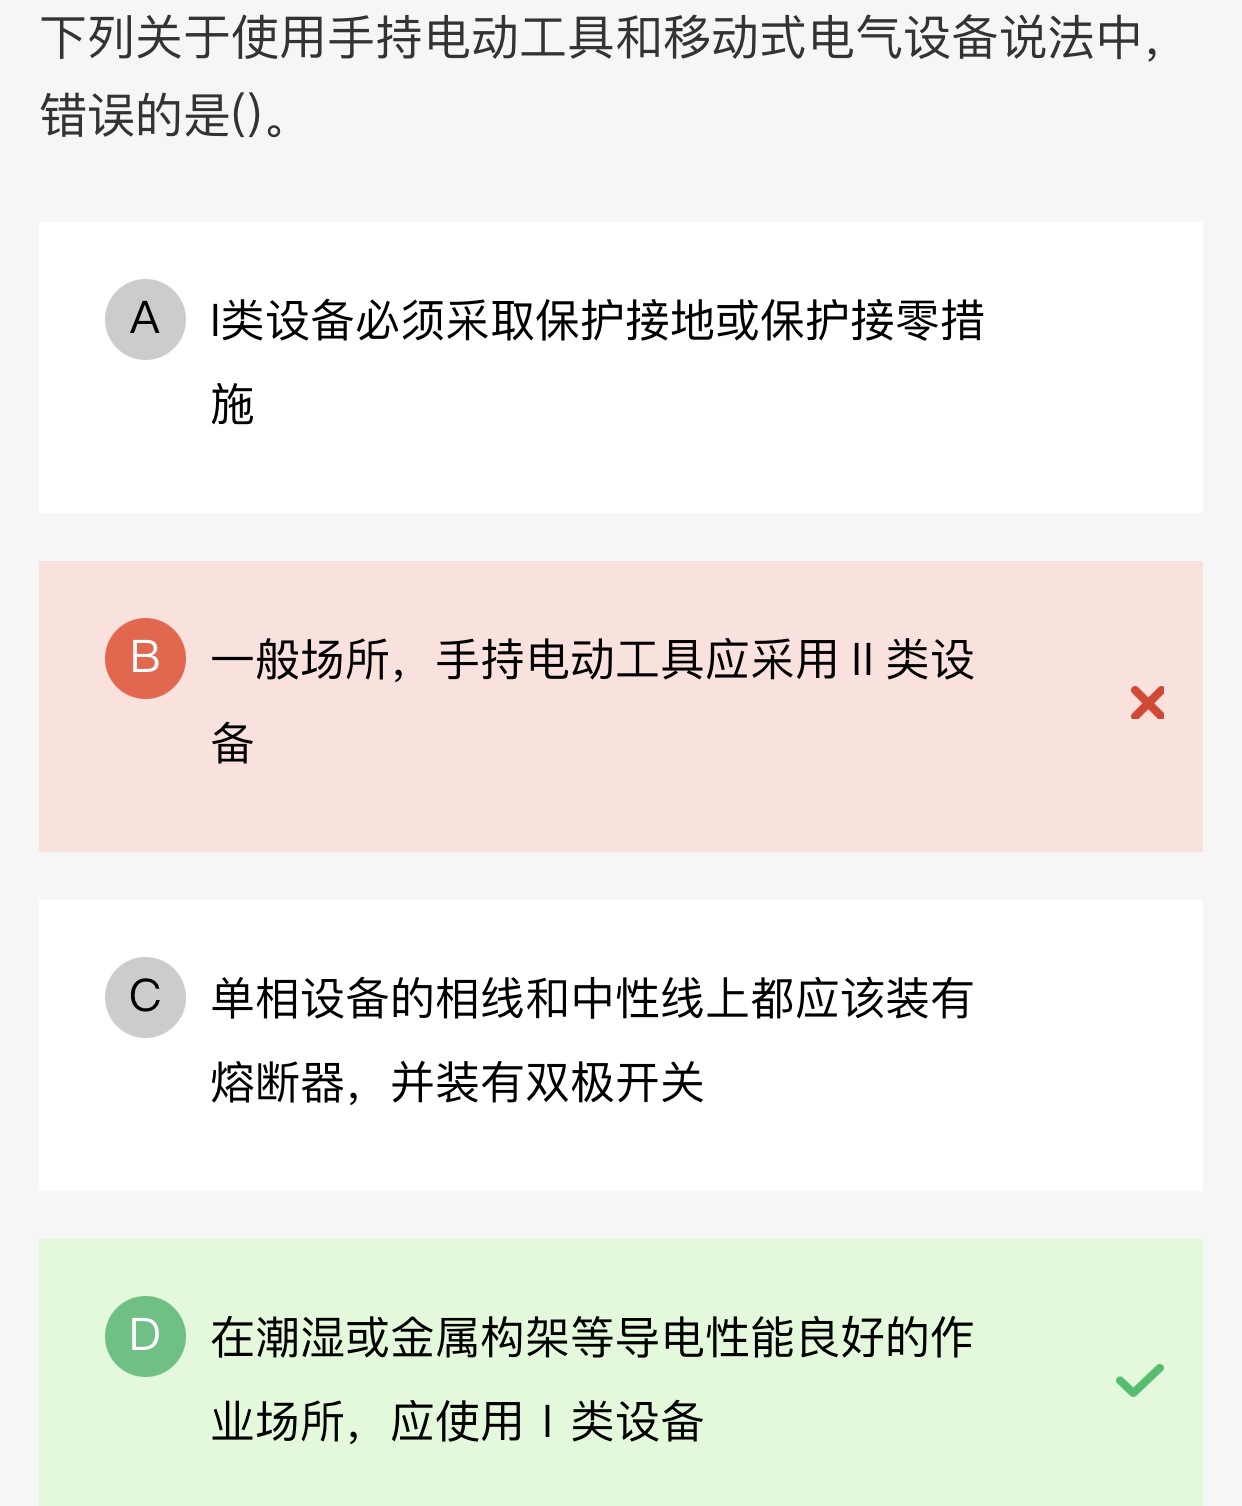 下列关于使用手持电动工具和移动式电气设备说法中，
错误的是()。
A I类设备必须采取保护接地或保护接零措
施
B 一般场所，手持电动工具应采用 II 类设
备
C 单相设备的相线和中性线上都应该装有
熔断器，并装有双极开关
D 在潮湿或金属构架等导电性能良好的作
业场所，应使用 I 类设备